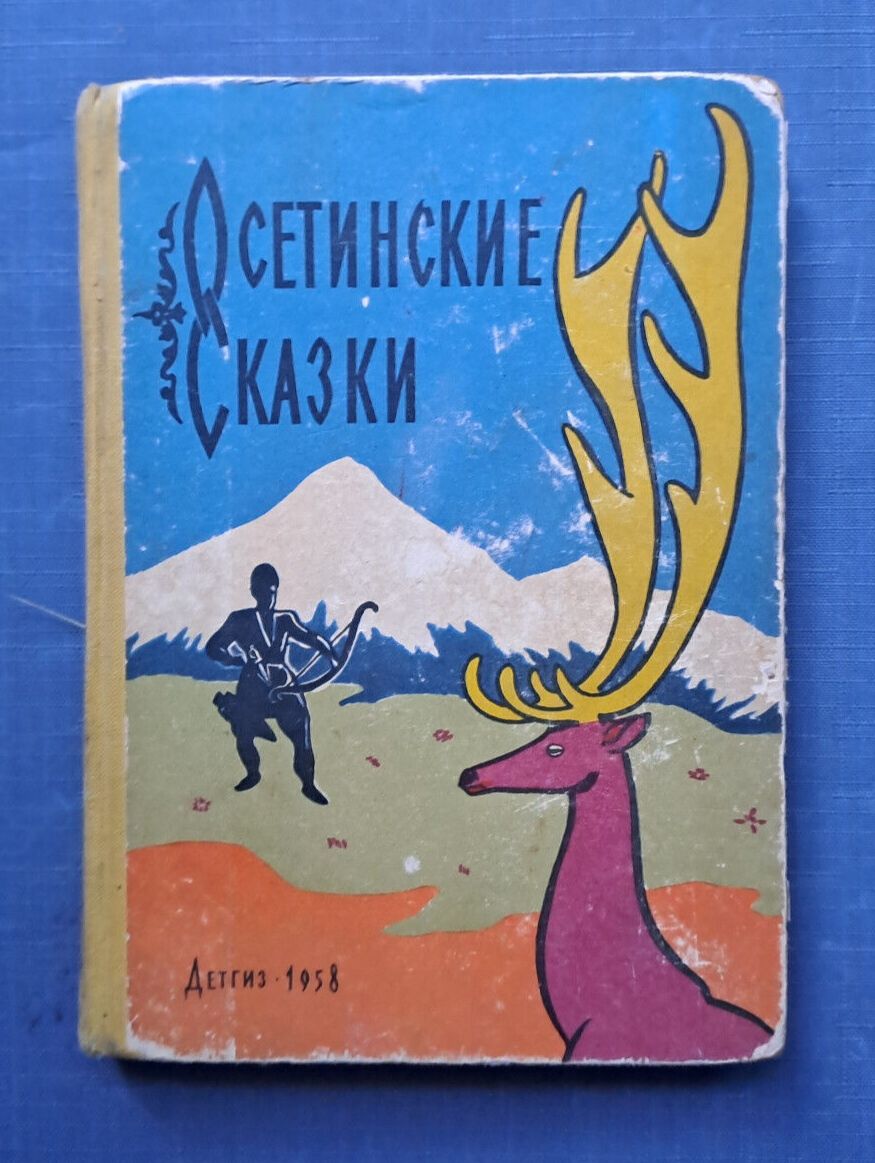 Осетинские
Сказки
Детгиз · 1958